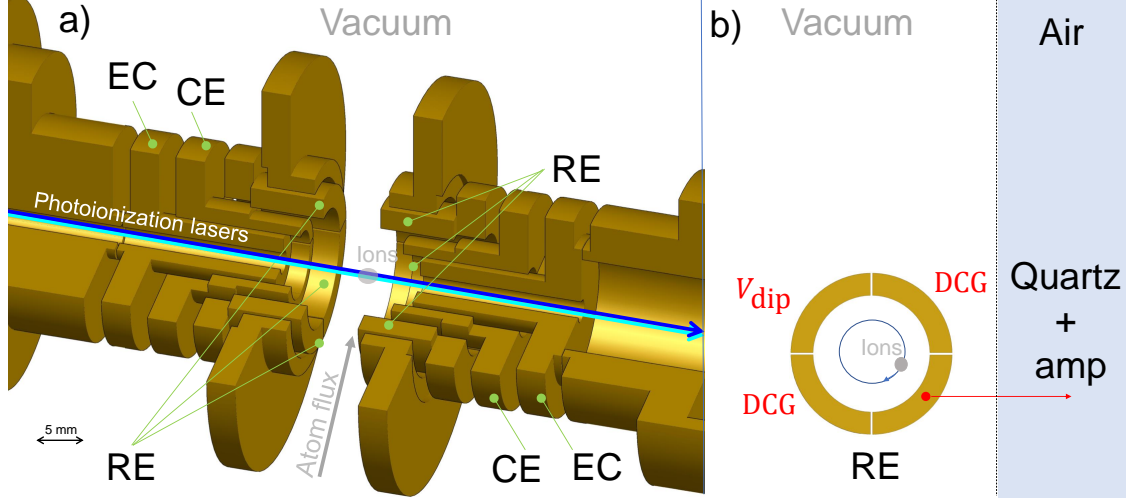 a)
Vacuum
EC
CE
RE
Photoionization lasers
Ions
Atom flux
5 mm
RE
CE
EC
b)
Vacuum
Air
V_dip
DCG
Ions
DCG
RE
Quartz
+
amp